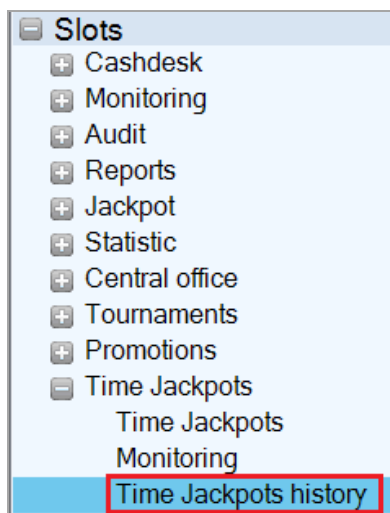 Slots
Cashdesk
Monitoring
Audit
Reports
Jackpot
Statistic
Central office
Tournaments
Promotions
Time Jackpots
Time Jackpots
Monitoring
Time Jackpots history